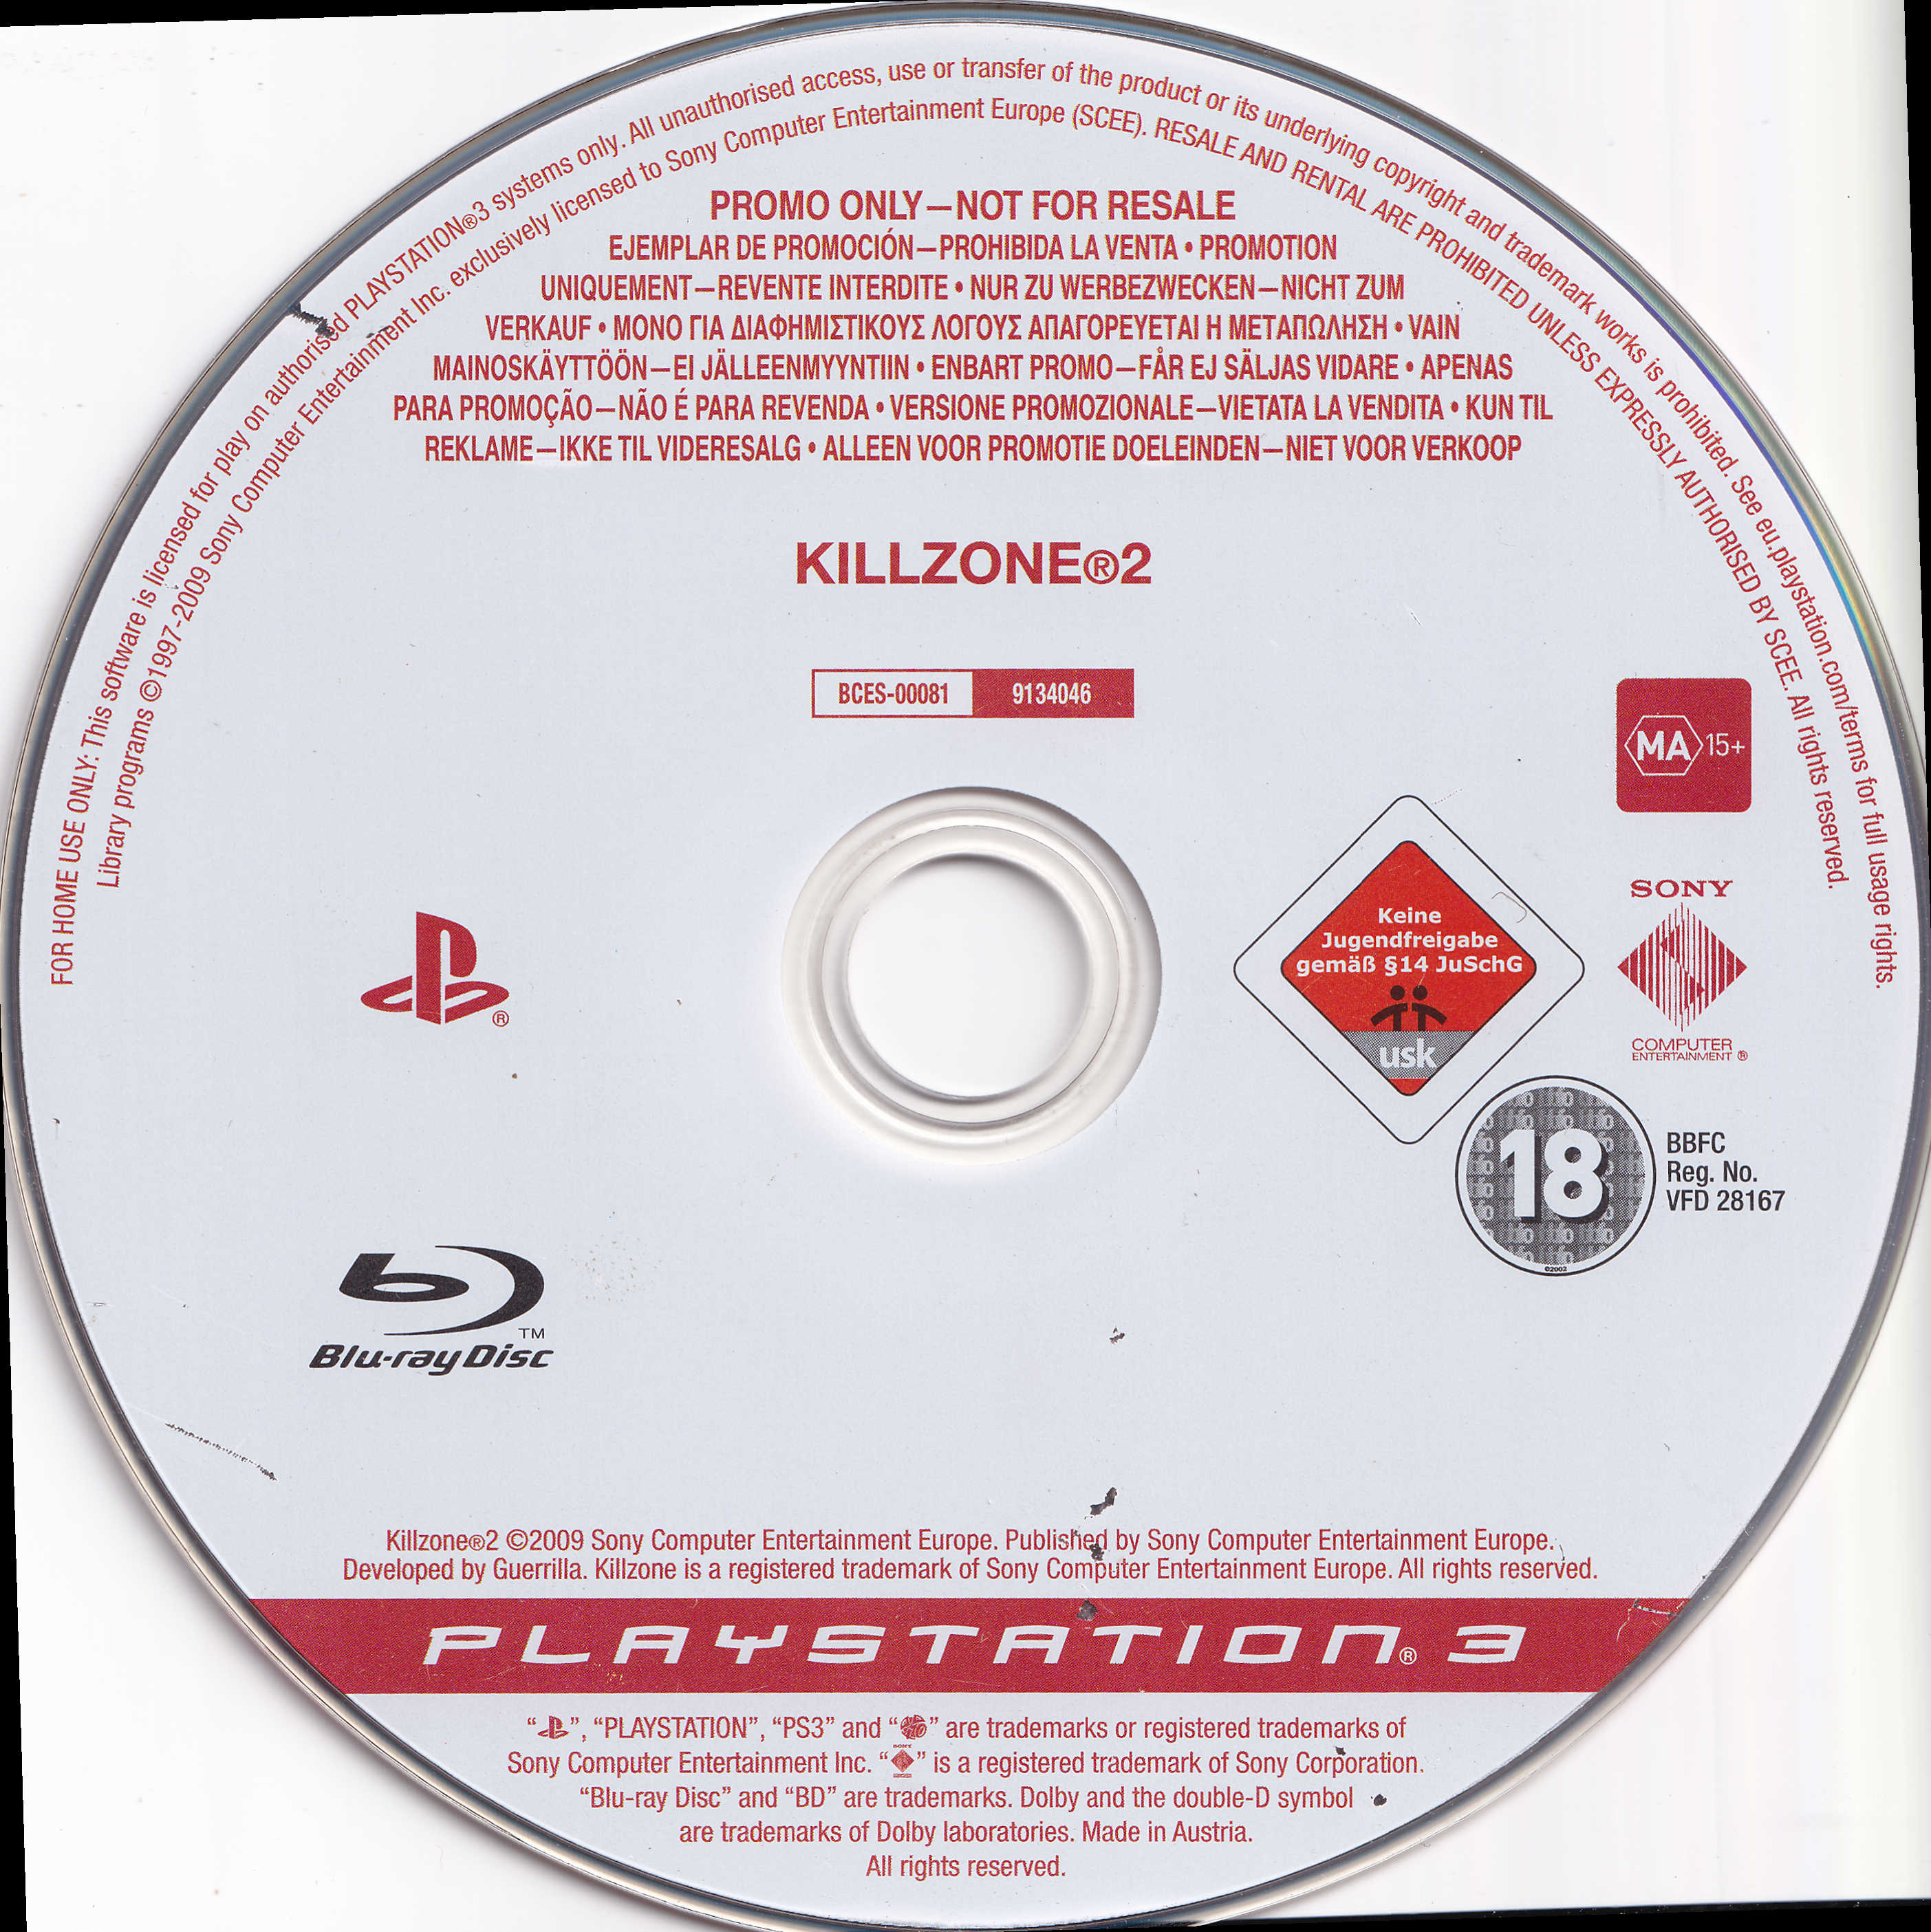 FOR HOME USE ONLY: This software is licensed for play on authorised PLAYSTATION®3 systems only. All unauthorised access, use or transfer of the product or its underlying copyright and trademark works is prohibited. See eu.playstation.com/terms for full usage rights.
Library programs ©1997-2009 Sony Computer Entertainment Inc. exclusively licensed to Sony Computer Entertainment Europe (SCEE). RESALE AND RENTAL ARE PROHIBITED UNLESS EXPRESSLY AUTHORISED BY SCEE. All rights reserved.
PROMO ONLY—NOT FOR RESALE
EJEMPLAR DE PROMOCIÓN—PROHIBIDA LA VENTA • PROMOTION
UNIQUEMENT—REVENTE INTERDITE • NUR ZU WERBEZWECKEN—NICHT ZUM
VERKAUF • ΜΟΝΟ ΓΙΑ ΔΙΑΦΗΜΙΣΤΙΚΟΥΣ ΛΟΓΟΥΣ ΑΠΑΓΟΡΕΥΕΤΑΙ Η ΜΕΤΑΠΩΛΗΣΗ • VAIN
MAINOSKÄYTTÖÖN—EI JÄLLEENMYYNTIIN • ENBART PROMO—FÅR EJ SÄLJAS VIDARE • APENAS
PARA PROMOÇÃO—NÃO É PARA REVENDA • VERSIONE PROMOZIONALE—VIETATA LA VENDITA • KUN TIL
REKLAME—IKKE TIL VIDERESALG • ALLEEN VOOR PROMOTIE DOELEINDEN—NIET VOOR VERKOOP
KILLZONE®2
BCES-00081 9134046
MA 15+
Keine
Jugendfreigabe
gemäß §14 JuSchG
usk
SONY
COMPUTER
ENTERTAINMENT ®
®
18
©2002
BBFC
Reg. No.
VFD 28167
TM
Blu-ray Disc
Killzone®2 ©2009 Sony Computer Entertainment Europe. Published by Sony Computer Entertainment Europe.
Developed by Guerrilla. Killzone is a registered trademark of Sony Computer Entertainment Europe. All rights reserved.
PLAYSTATION® 3
“ ”, “PLAYSTATION”, “PS3” and “ ” are trademarks or registered trademarks of
Sony Computer Entertainment Inc. “ ” is a registered trademark of Sony Corporation.
“Blu-ray Disc” and “BD” are trademarks. Dolby and the double-D symbol
are trademarks of Dolby laboratories. Made in Austria.
All rights reserved.